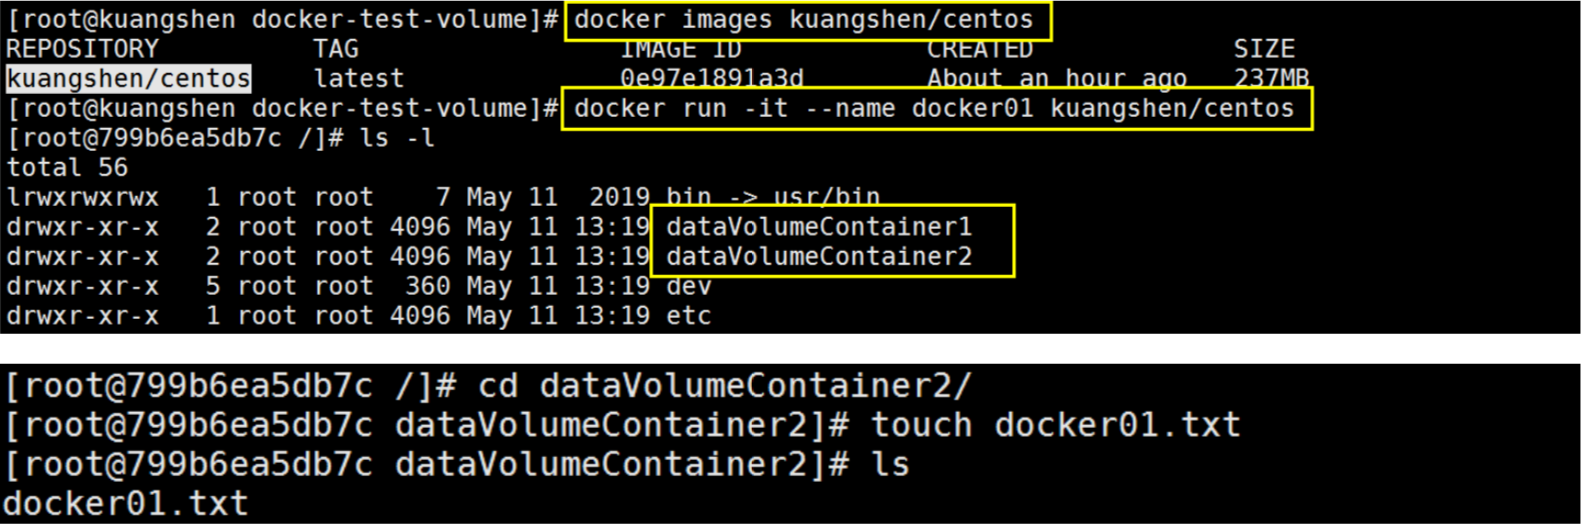 [root@kuangshen docker-test-volume]# docker images kuangshen/centos
REPOSITORY          TAG                 IMAGE ID            CREATED             SIZE
kuangshen/centos    latest              0e97e1891a3d        About an hour ago   237MB
[root@kuangshen docker-test-volume]# docker run -it --name docker01 kuangshen/centos
[root@799b6ea5db7c /]# ls -l
total 56
lrwxrwxrwx   1 root root    7 May 11  2019 bin -> usr/bin
drwxr-xr-x   2 root root 4096 May 11 13:19 dataVolumeContainer1
drwxr-xr-x   2 root root 4096 May 11 13:19 dataVolumeContainer2
drwxr-xr-x   5 root root  360 May 11 13:19 dev
drwxr-xr-x   1 root root 4096 May 11 13:19 etc
[root@799b6ea5db7c /]# cd dataVolumeContainer2/
[root@799b6ea5db7c dataVolumeContainer2]# touch docker01.txt
[root@799b6ea5db7c dataVolumeContainer2]# ls
docker01.txt